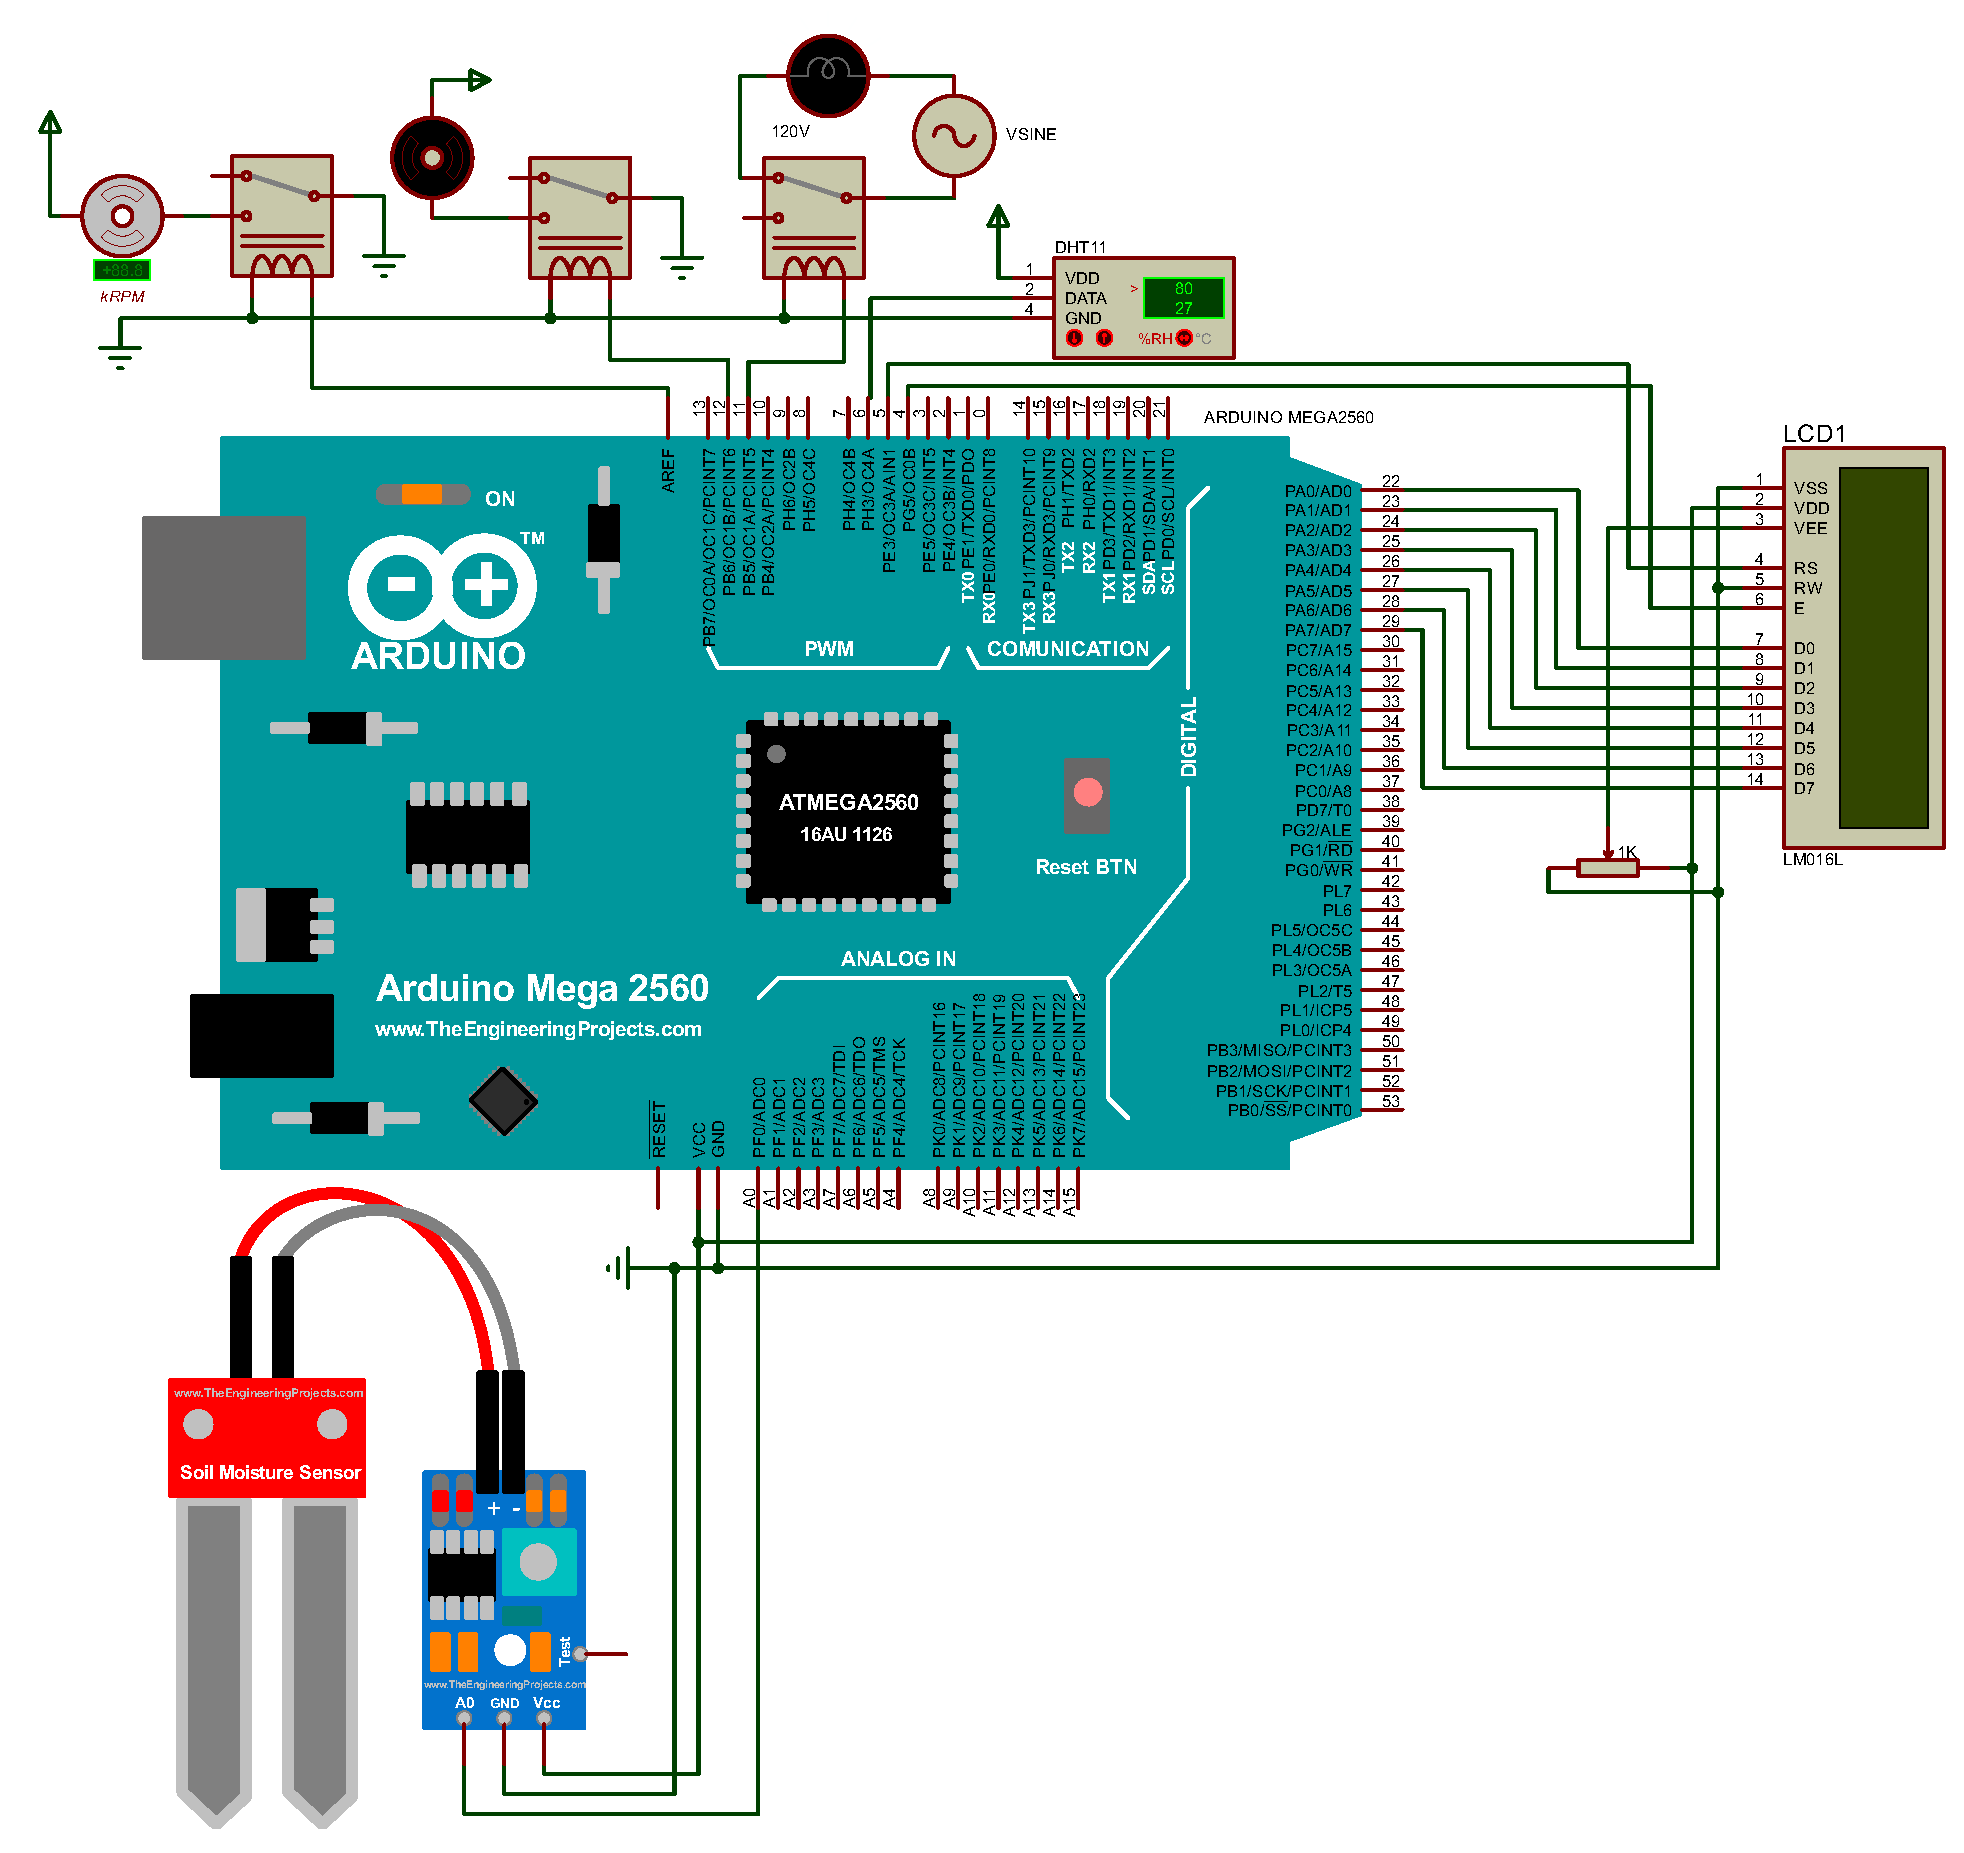 120V
VSINE
+88.8
kRPM
DHT11
1
2
4
VDD
DATA
GND
>
80
27
%RH
°C
ARDUINO MEGA2560
AREF
13
12
11
10
9
8
7
6
5
4
3
2
1
0
14
15
16
17
18
19
20
21
PB7/OC0A/OC1C/PCINT7
PB6/OC1B/PCINT6
PB5/OC1A/PCINT5
PB4/OC2A/PCINT4
PH6/OC2B
PH5/OC4C
PH4/OC4B
PH3/OC4A
PE3/OC3A/AIN1
PG5/OC0B
PE5/OC3C/INT5
PE4/OC3B/INT4
TX0 PE1/TXD0/PDO
RX0 PE0/RXD0/PCINT8
TX3 PJ1/TXD3/PCINT10
RX3 PJ0/RXD3/PCINT9
TX2 PH1/TXD2
RX2 PH0/RXD2
TX1 PD3/TXD1/INT3
RX1 PD2/RXD1/INT2
SDA PD1/SDA/INT1
SCL PD0/SCL/INT0
PWM
COMUNICATION
ON
TM
ARDUINO
DIGITAL
ATMEGA2560
16AU 1126
Reset BTN
ANALOG IN
Arduino Mega 2560
www.TheEngineeringProjects.com
PA0/AD0 22
PA1/AD1 23
PA2/AD2 24
PA3/AD3 25
PA4/AD4 26
PA5/AD5 27
PA6/AD6 28
PA7/AD7 29
PC7/A15 30
PC6/A14 31
PC5/A13 32
PC4/A12 33
PC3/A11 34
PC2/A10 35
PC1/A9 36
PC0/A8 37
PD7/T0 38
PG2/ALE 39
PG1/RD 40
PG0/WR 41
PL7 42
PL6 43
PL5/OC5C 44
PL4/OC5B 45
PL3/OC5A 46
PL2/T5 47
PL1/ICP5 48
PL0/ICP4 49
PB3/MISO/PCINT3 50
PB2/MOSI/PCINT2 51
PB1/SCK/PCINT1 52
PB0/SS/PCINT0 53
LCD1
1 VSS
2 VDD
3 VEE
4 RS
5 RW
6 E
7 D0
8 D1
9 D2
10 D3
11 D4
12 D5
13 D6
14 D7
LM016L
1K
RESET
VCC
GND
PF0/ADC0
PF1/ADC1
PF2/ADC2
PF3/ADC3
PF7/ADC7/TDI
PF6/ADC6/TDO
PF5/ADC5/TMS
PF4/ADC4/TCK
PK0/ADC8/PCINT16
PK1/ADC9/PCINT17
PK2/ADC10/PCINT18
PK3/ADC11/PCINT19
PK4/ADC12/PCINT20
PK5/ADC13/PCINT21
PK6/ADC14/PCINT22
PK7/ADC15/PCINT23
A0
A1
A2
A3
A7
A6
A5
A4
A8
A9
A10
A11
A12
A13
A14
A15
www.TheEngineeringProjects.com
Soil Moisture Sensor
+ -
Test
www.TheEngineeringProjects.com
A0 GND Vcc